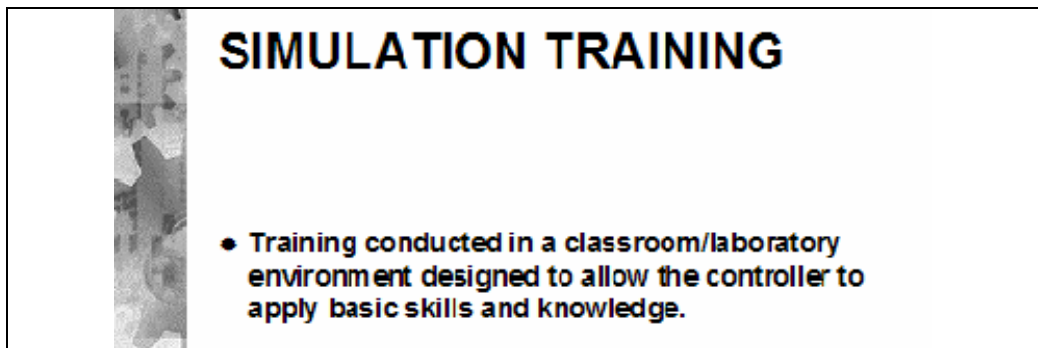 SIMULATION TRAINING
● Training conducted in a classroom/laboratory
environment designed to allow the controller to
apply basic skills and knowledge.